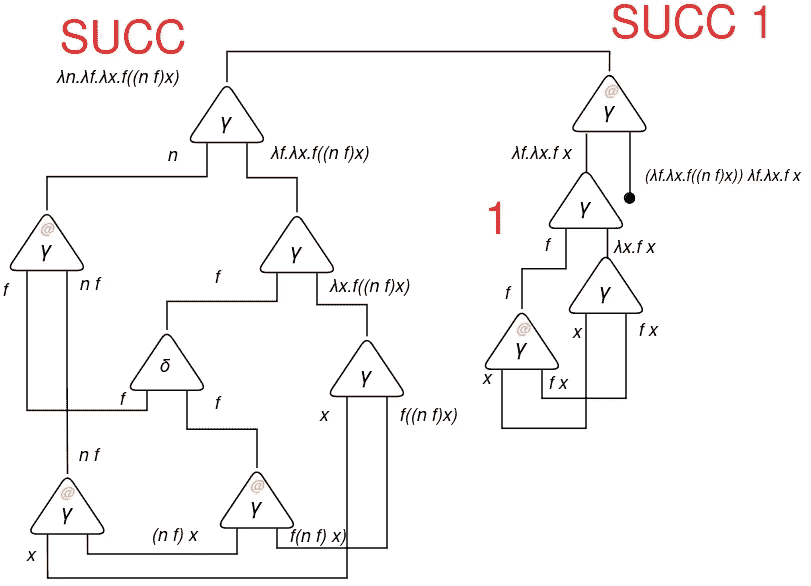 SUCC
SUCC 1
λn.λf.λx.f((n f)x)
@
γ
γ
n
λf.λx.f((n f)x)
λf.λx.f x
(λf.λx.f((n f)x)) λf.λx.f x
1
γ
@
γ
γ
f
λx.f x
f
n f
f
λx.f((n f)x)
f
γ
@
γ
x
f x
δ
γ
x
f x
f
f
x
f((n f)x)
n f
@
γ
@
γ
(n f) x
f(n f) x)
x